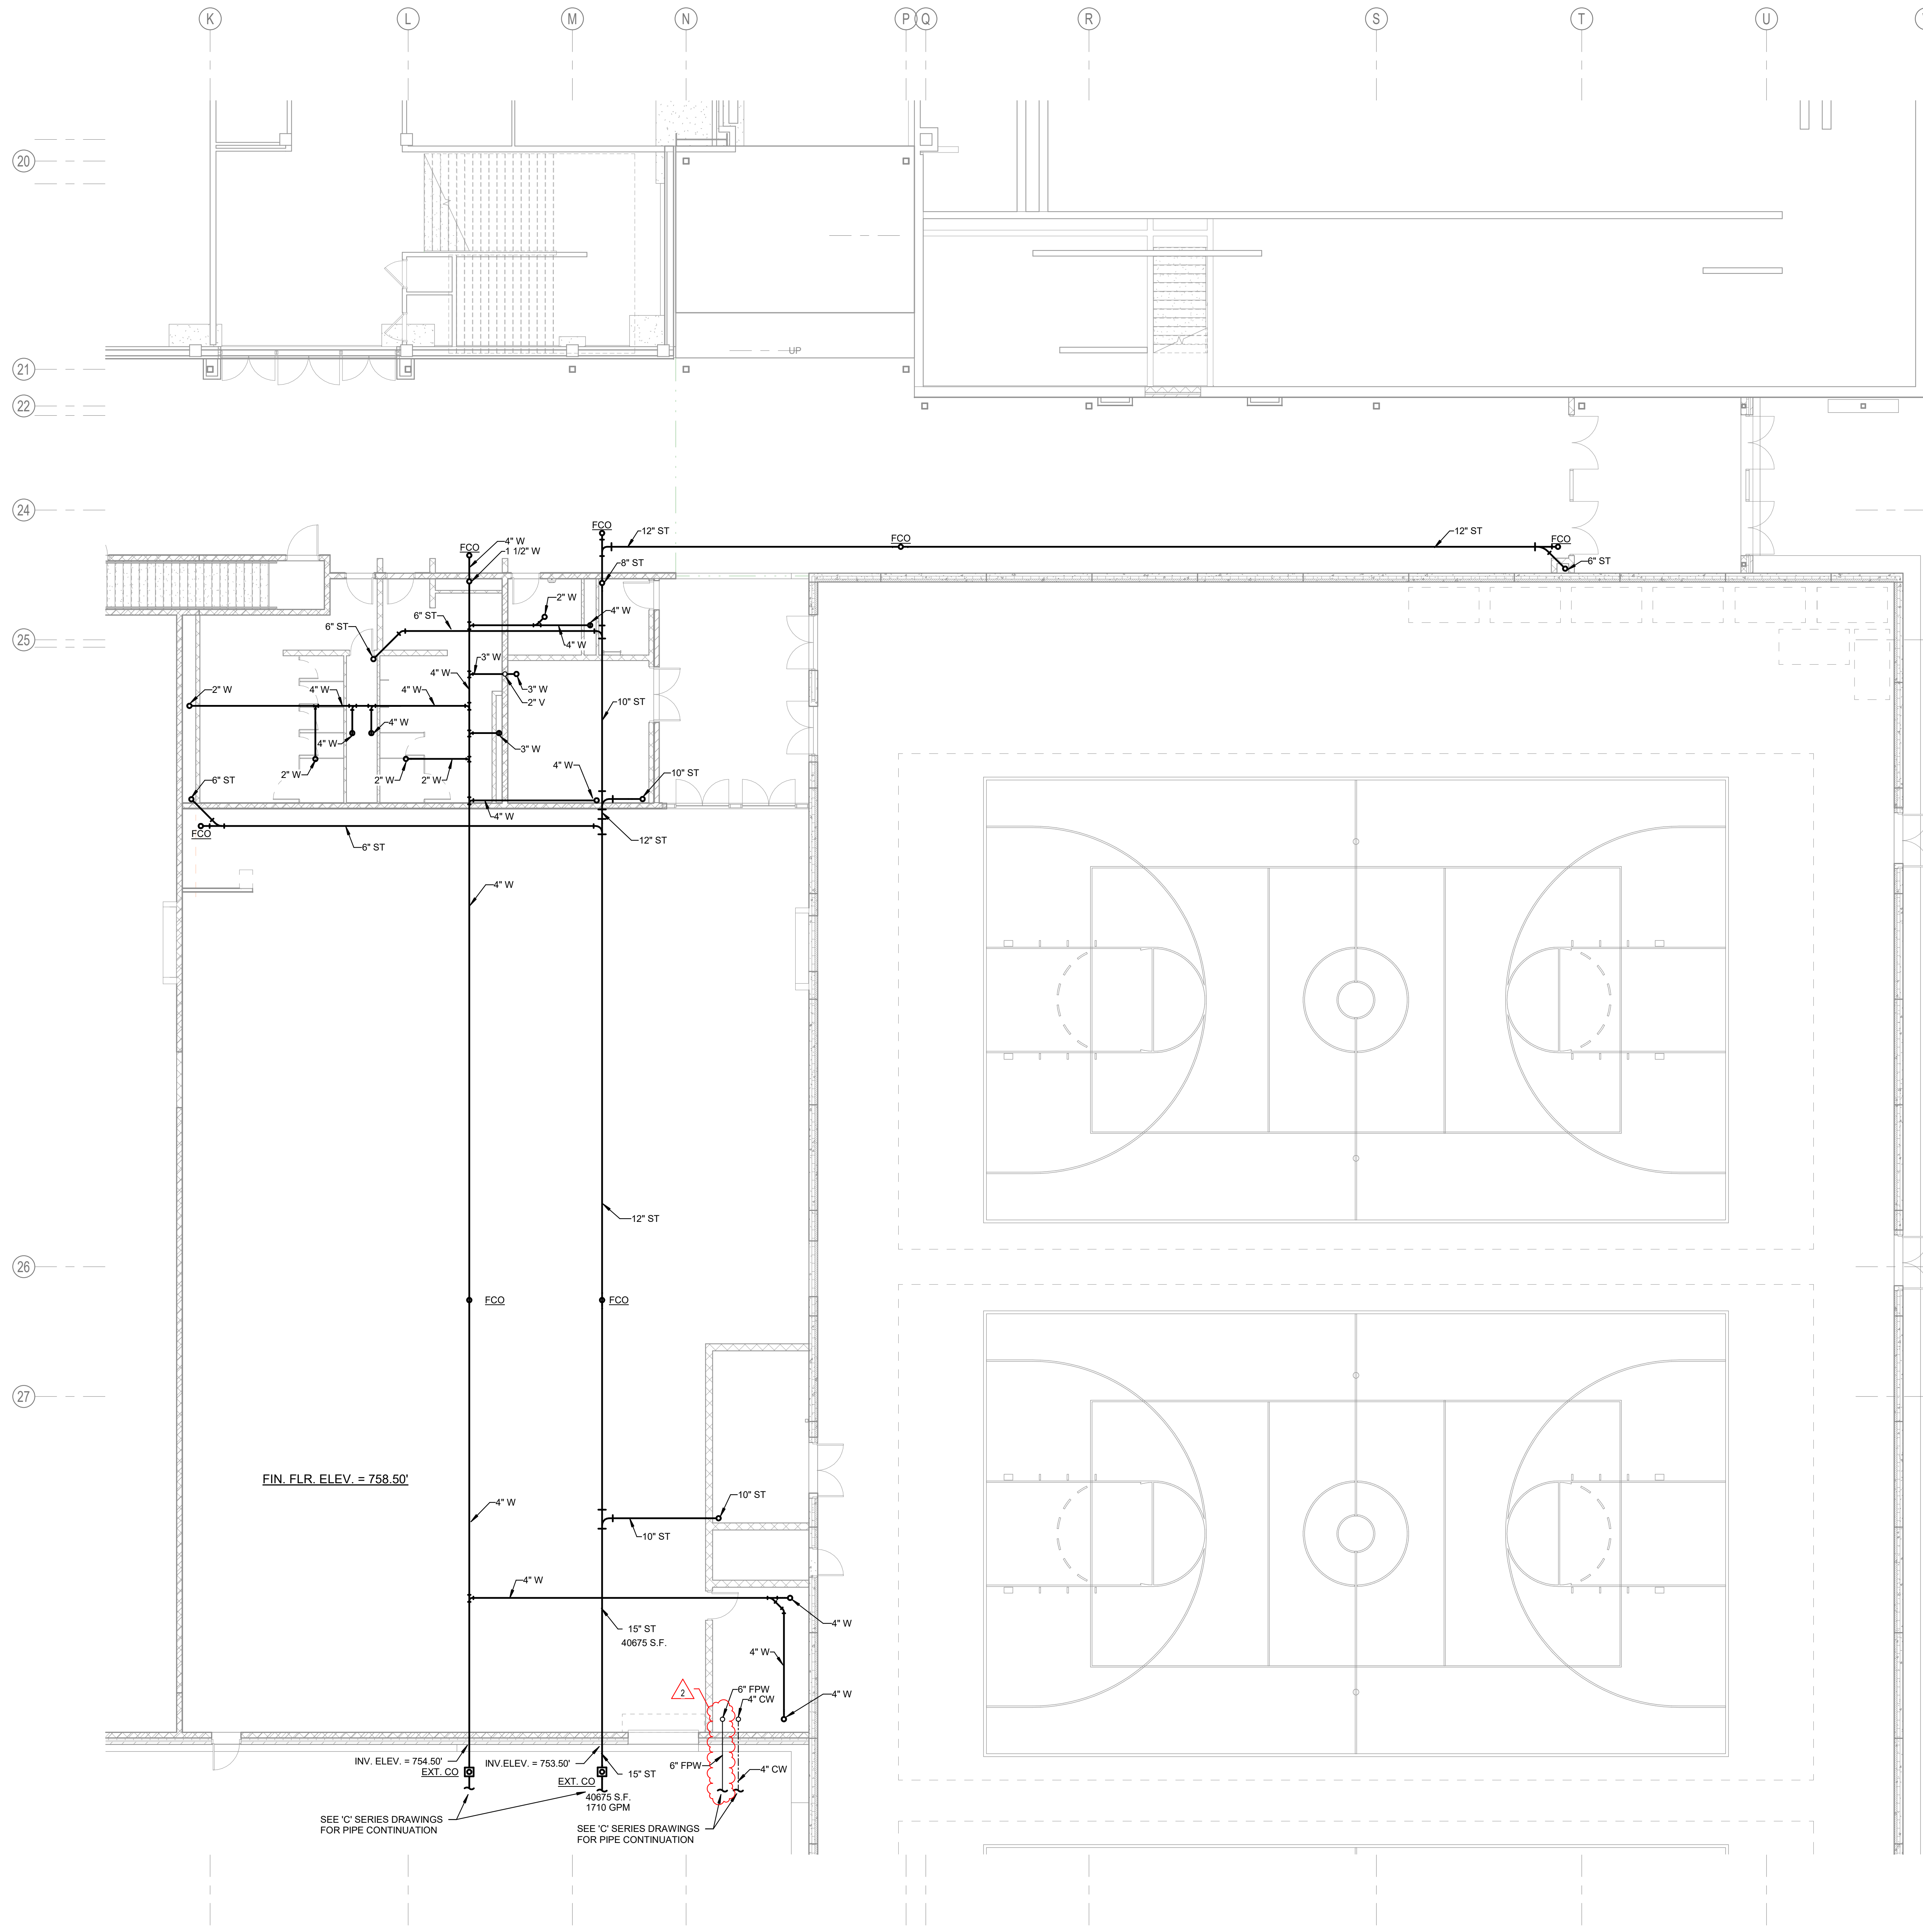 K
L
M
N
P
Q
R
S
T
U
20
UP
21
22
24
FCO
12" ST
FCO
12" ST
FCO
4" W
FCO
1 1/2" W
8" ST
6" ST
2" W
4" W
6" ST
6" ST
25
4" W
3" W
4" W
2" W
4" W
4" W
3" W
2" V
10" ST
4" W
4" W
3" W
4" W
10" ST
2" W
2" W
2" W
6" ST
4" W
FCO
12" ST
6" ST
4" W
12" ST
26
FCO
FCO
27
FIN. FLR. ELEV. = 758.50'
10" ST
4" W
10" ST
4" W
4" W
15" ST
40675 S.F.
4" W
2
6" FPW
4" CW
4" W
INV. ELEV. = 754.50'
INV.ELEV. = 753.50'
6" FPW
4" CW
EXT. CO
15" ST
EXT. CO
40675 S.F.
1710 GPM
SEE 'C' SERIES DRAWINGS
FOR PIPE CONTINUATION
SEE 'C' SERIES DRAWINGS
FOR PIPE CONTINUATION